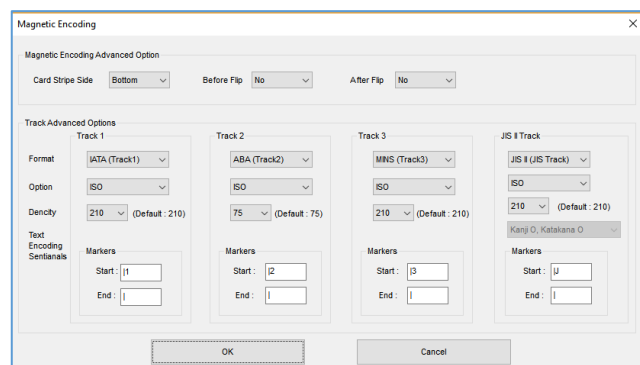 Magnetic Encoding
Magnetic Encoding Advanced Option
Card Stripe Side Bottom Before Flip No After Flip No
Track Advanced Options
Track 1 Track 2 Track 3 JIS II Track
Format IATA (Track1) ABA (Track2) MINS (Track3) JIS II (JIS Track)
Option ISO ISO ISO ISO
Dencity 210 (Default : 210) 75 (Default : 75) 210 (Default : 210) 210 (Default : 210)
Text
Encoding
Sentianals
Kanji O, Katakana O
Markers Markers Markers Markers
Start : |1 Start : |2 Start : |3 Start : |J
End : | End : | End : | End : |
OK Cancel